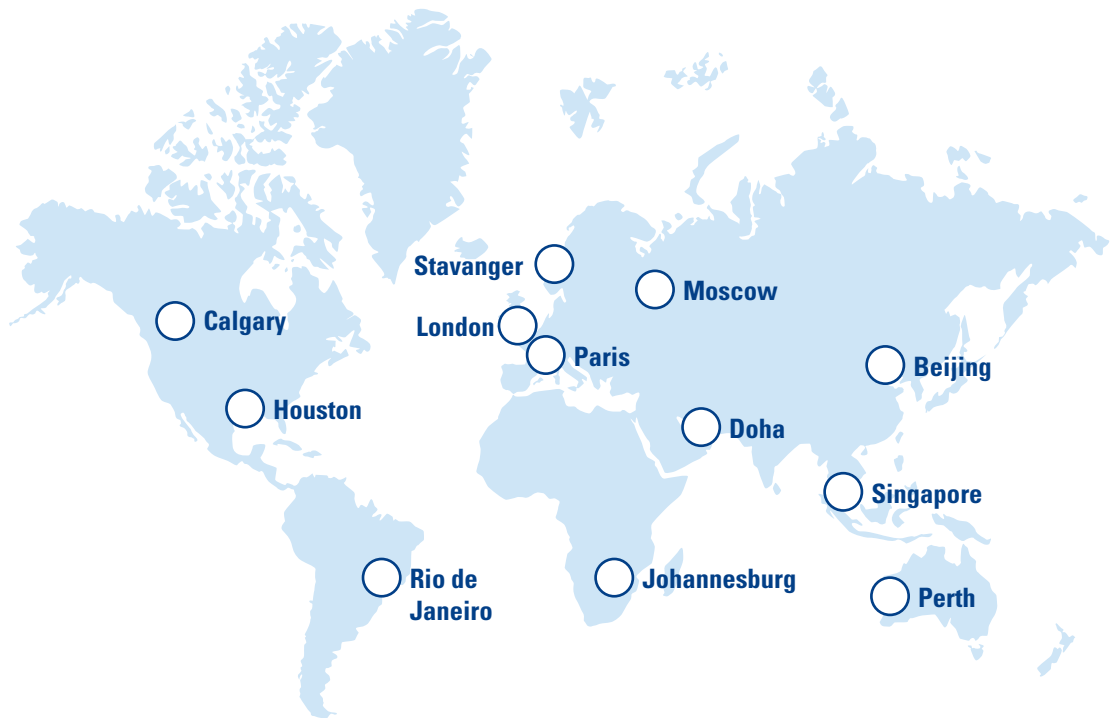 Stavanger
Moscow
Calgary
London
Paris
Beijing
Houston
Doha
Singapore
Rio de
Janeiro
Johannesburg
Perth